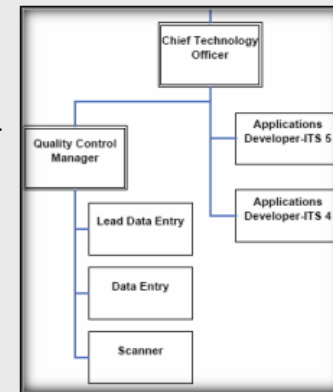 Chief Technology
Officer
Quality Control
Manager
Applications
Developer-ITS 5
Lead Data Entry
Applications
Developer-ITS 4
Data Entry
Scanner